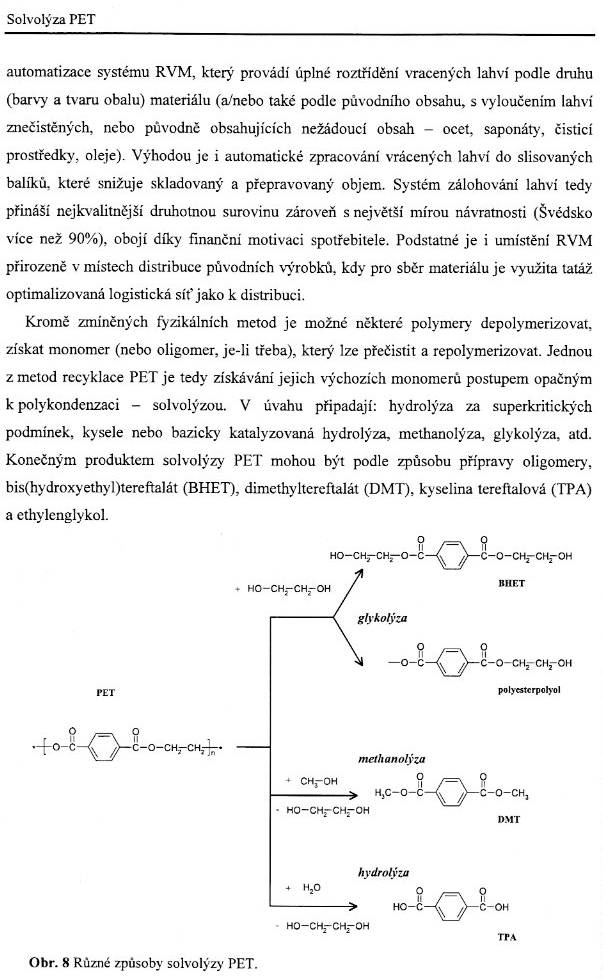 Solvolýza PET
automatizace systému RVM, který provádí úplné roztřídění vracených lahví podle druhu
(barvy a tvaru obalu) materiálu (a/nebo také podle původního obsahu, s vyloučením lahví
znečistěných, nebo původně obsahujících nežádoucí obsah – ocet, saponáty, čisticí
prostředky, oleje). Výhodou je i automatické zpracování vrácených lahví do slisovaných
balíků, které snižuje skladovaný a přepravovaný objem. Systém zálohování lahví tedy
přináší nejkvalitnější druhotnou surovinu zároveň s největší mírou návratnosti (Švédsko
více než 90%), obojí díky finanční motivaci spotřebitele. Podstatné je i umístění RVM
přirozeně v místech distribuce původních výrobků, kdy pro sběr materiálu je využita tatáž
optimalizovaná logistická síť jako k distribuci.
Kromě zmíněných fyzikálních metod je možné některé polymery depolymerizovat,
získat monomer (nebo oligomer, je-li třeba), který lze přečistit a repolymerizovat. Jednou
z metod recyklace PET je tedy získávání jejich výchozích monomerů postupem opačným
k polykondenzaci – solvolýzou. V úvahu připadají: hydrolýza za superkritických
podmínek, kysele nebo bazicky katalyzovaná hydrolýza, methanolýza, glykolýza, atd.
Konečným produktem solvolýzy PET mohou být podle způsobu přípravy oligomery,
bis(hydroxyethyl)tereftalát (BHET), dimethyltereftalát (DMT), kyselina tereftalová (TPA)
a ethylenglykol.
O O
HO–CH2–CH2–O–C C–O–CH2–CH2–OH
BHET
+ HO–CH2–CH2–OH
glykolýza
O O
–O–C C–O–CH2–CH2–OH
polyesterpolyol
PET
O O
[O–C C–O–CH2–CH2]n
methanolýza
+ CH3–OH
- HO–CH2–CH2–OH
O O
H3C–O–C C–O–CH3
DMT
hydrolýza
+ H2O
- HO–CH2–CH2–OH
O O
HO–C C–OH
TPA
Obr. 8 Různé způsoby solvolýzy PET.